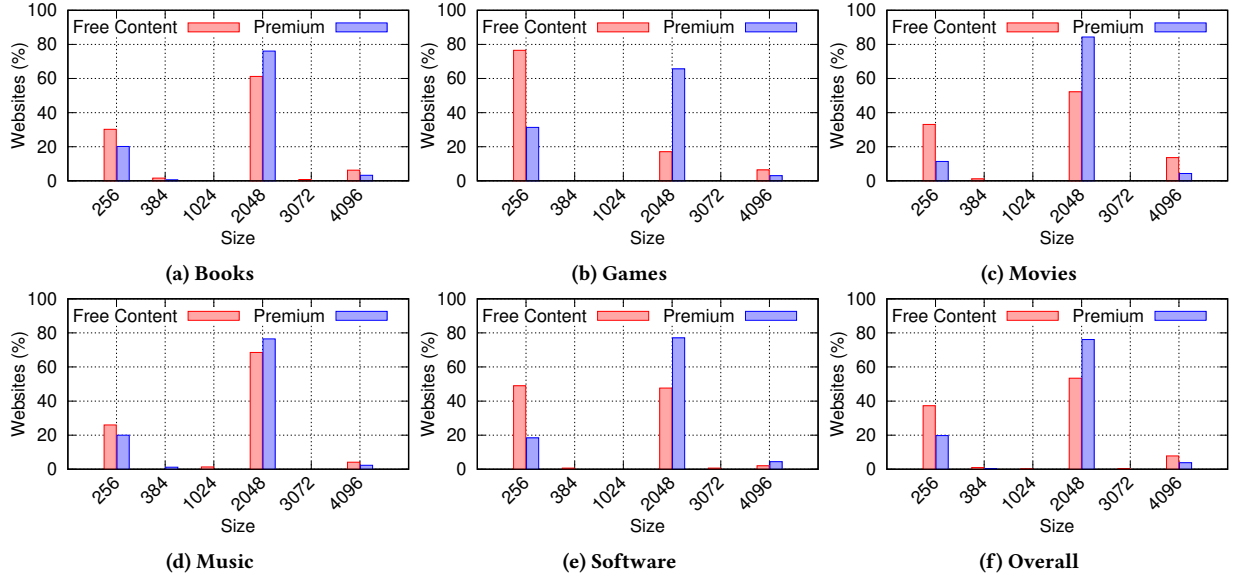 100
80
60
40
20
0
Websites (%)
Free Content
Premium
256
384
1024
2048
3072
4096
Size
(a) Books
100
80
60
40
20
0
Websites (%)
Free Content
Premium
256
384
1024
2048
3072
4096
Size
(b) Games
100
80
60
40
20
0
Websites (%)
Free Content
Premium
256
384
1024
2048
3072
4096
Size
(c) Movies
100
80
60
40
20
0
Websites (%)
Free Content
Premium
256
384
1024
2048
3072
4096
Size
(d) Music
100
80
60
40
20
0
Websites (%)
Free Content
Premium
256
384
1024
2048
3072
4096
Size
(e) Software
100
80
60
40
20
0
Websites (%)
Free Content
Premium
256
384
1024
2048
3072
4096
Size
(f) Overall